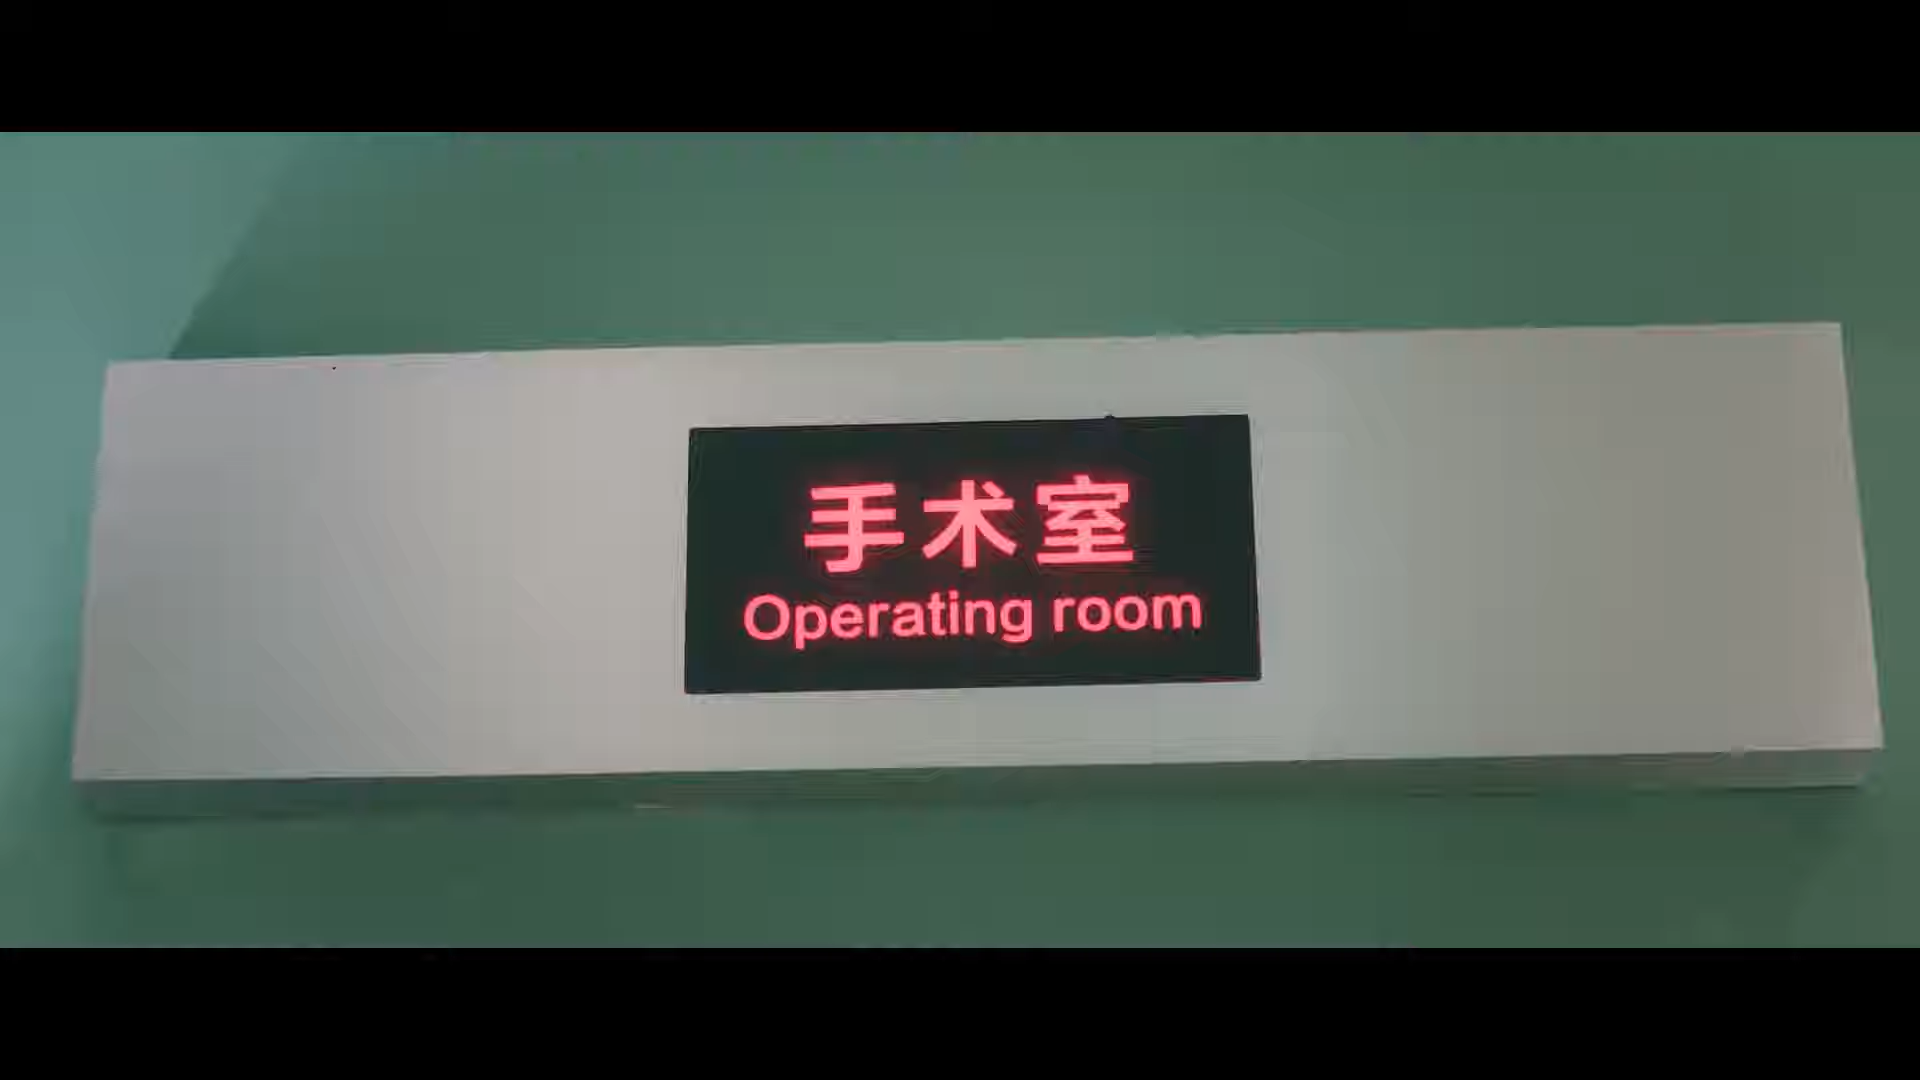 手术室
Operating room